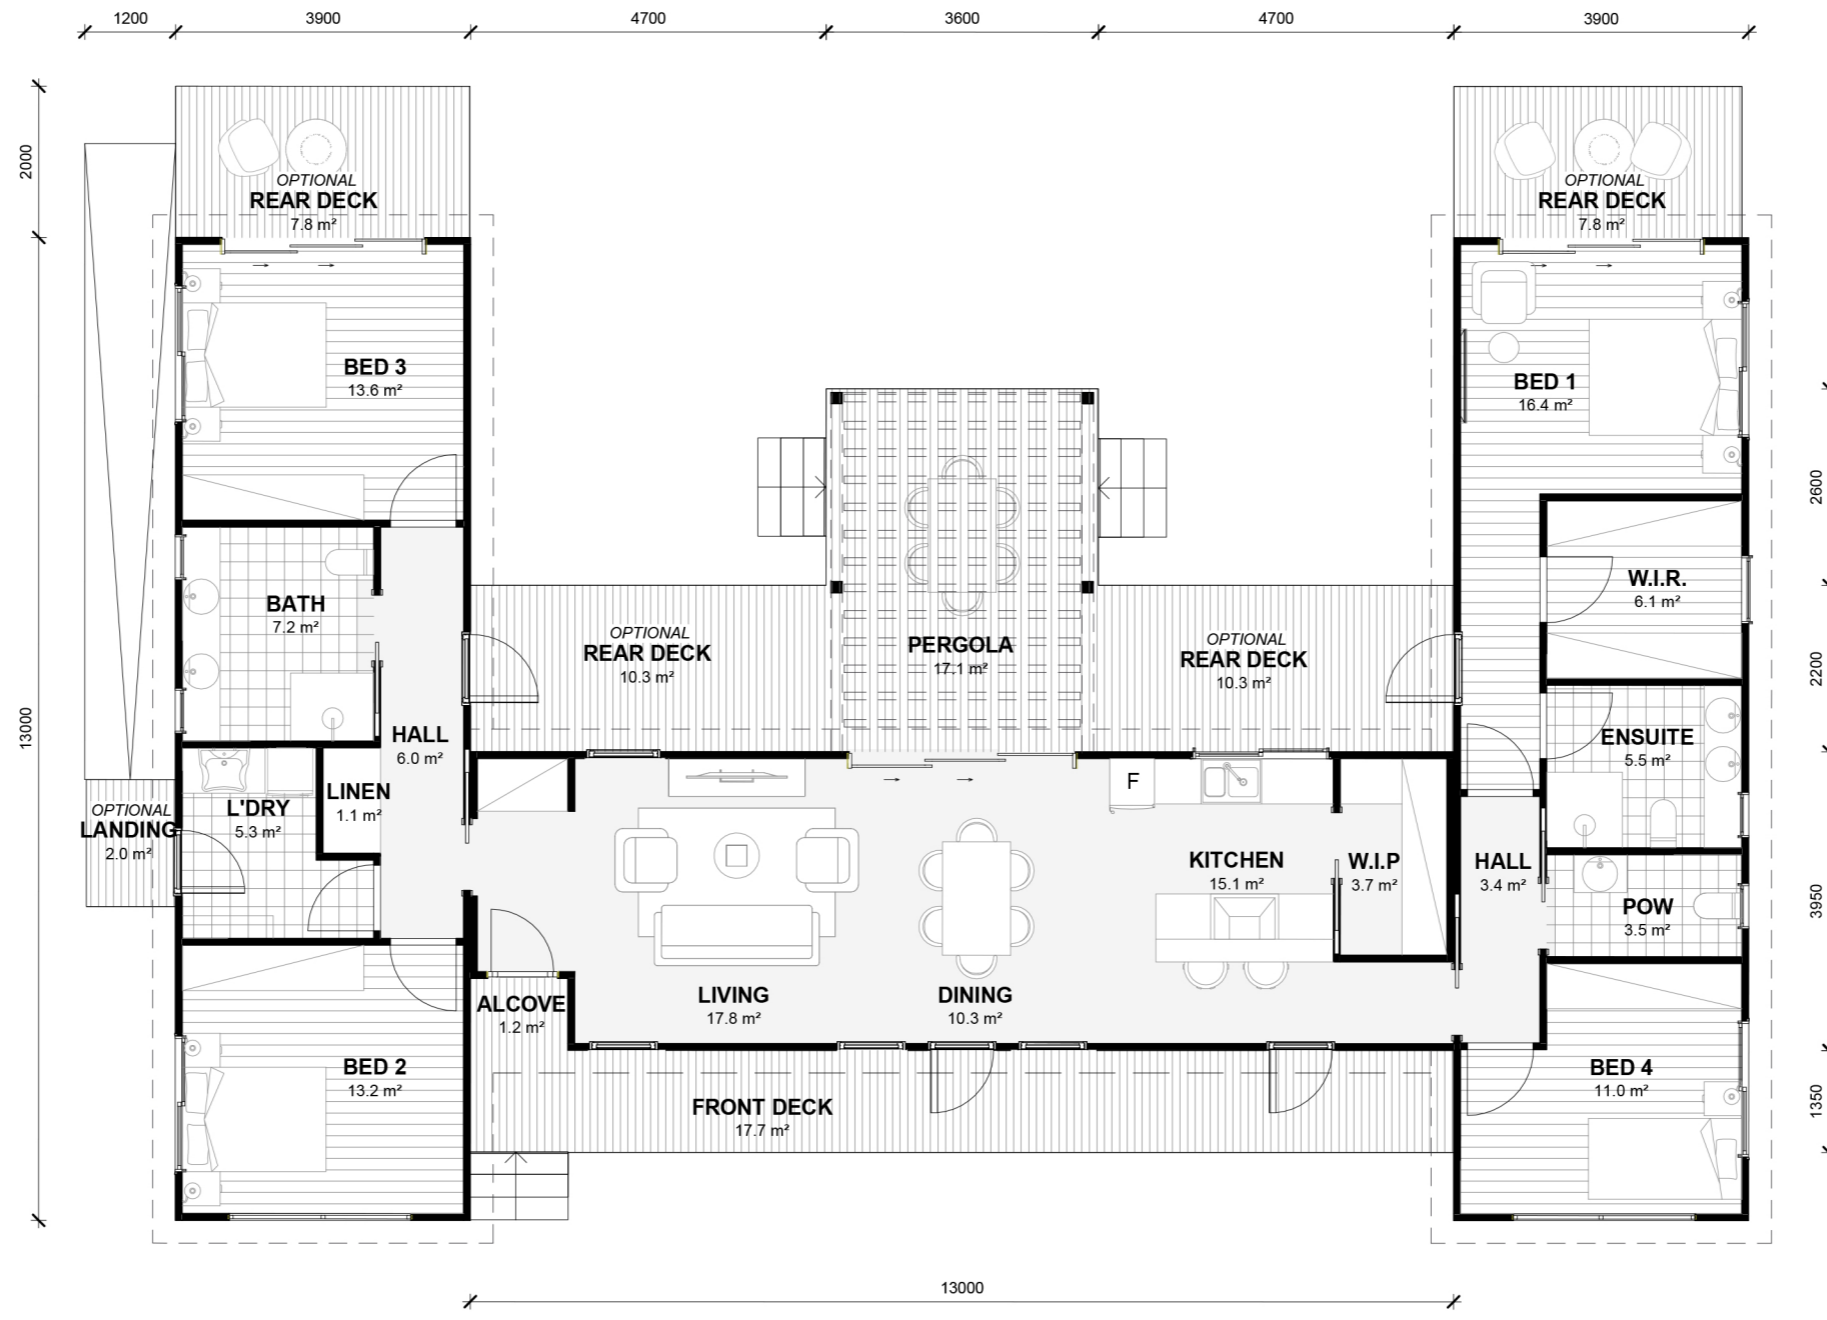 1200
3900
4700
3600
4700
3900
2000
13000
OPTIONAL
REAR DECK
7.8 m²
OPTIONAL
REAR DECK
7.8 m²
BED 3
13.6 m²
BED 1
16.4 m²
2600
W.I.R.
6.1 m²
BATH
7.2 m²
OPTIONAL
REAR DECK
10.3 m²
PERGOLA
17.1 m²
OPTIONAL
REAR DECK
10.3 m²
2200
HALL
6.0 m²
ENSUITE
5.5 m²
LINEN
1.1 m²
L'DRY
5.3 m²
OPTIONAL
LANDING
2.0 m²
F
KITCHEN
15.1 m²
W.I.P
3.7 m²
HALL
3.4 m²
POW
3.5 m²
3950
ALCOVE
1.2 m²
LIVING
17.8 m²
DINING
10.3 m²
BED 2
13.2 m²
FRONT DECK
17.7 m²
BED 4
11.0 m²
1350
13000